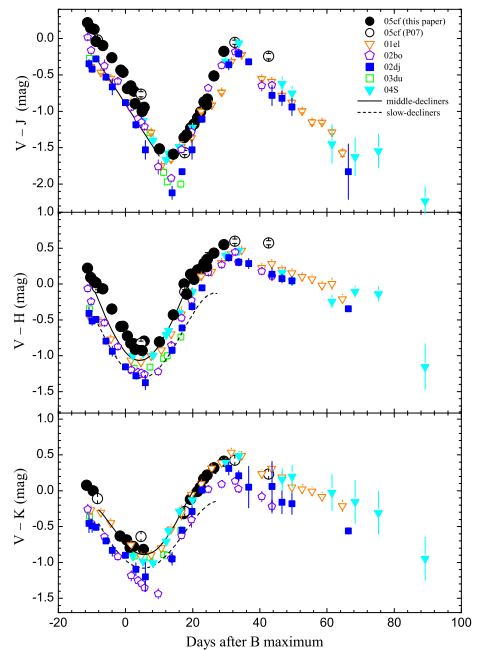 0.0
-0.5
-1.0
-1.5
-2.0
V − J (mag)
05cf (this paper)
05cf (P07)
01el
02bo
02dj
03du
04S
middle-decliners
slow-decliners
1.0
0.5
0.0
-0.5
-1.0
-1.5
V − H (mag)
1.0
0.5
0.0
-0.5
-1.0
-1.5
V − K (mag)
-20
0
20
40
60
80
100
Days after B maximum